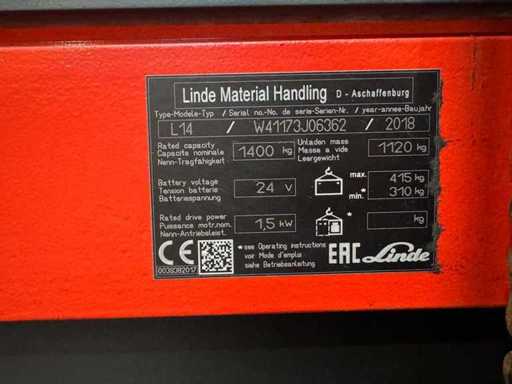 Linde Material Handling D - Aschaffenburg
Type-Modele-Typ / Serial no.-No. de serie-Serien-Nr. / year-annee-Baujahr
L14 / W41173J06362 / 2018
Rated capacity
Capacite nominale
Nenn-Tragfähigkeit
1400 kg
Unladen mass
Masse a vide
Leergewicht
1120 kg
Battery voltage
Tension batterie
Batteriespannung
24 V
max. 415 kg
min.* 310 kg
Rated drive power
Puissance mot.nom.
Nenn-Antriebsleist.
1,5 kW
* kg
CE
*see Operating instructions
voir Mode d'emploi
siehe Betriebsanleitung
EAC Linde